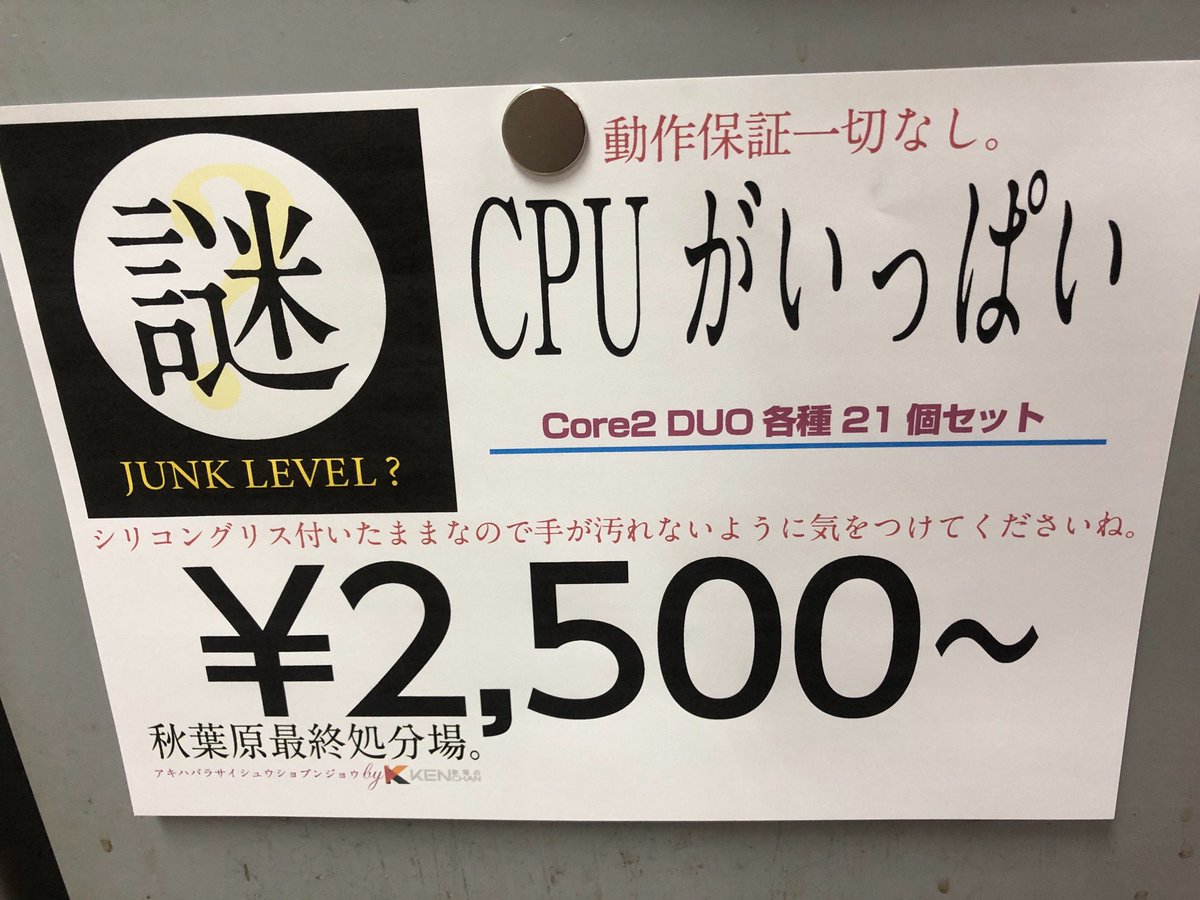 動作保証一切なし。
謎
CPUがいっぱい
Core2 DUO 各種 21 個セット
JUNK LEVEL ?
シリコングリス付いたままなので手が汚れないように気をつけてくださいね。
¥2,500~
秋葉原最終処分場。
アキハバラサイシュウショブンジョウ by K KEN CHAN